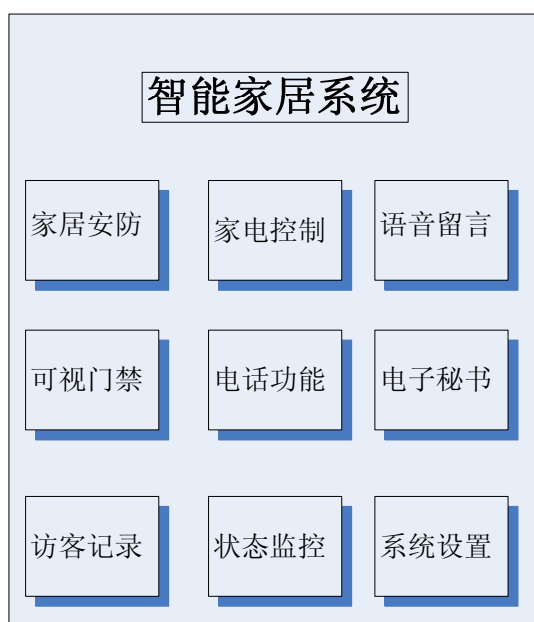 智能家居系统
家居安防
家电控制
语音留言
可视门禁
电话功能
电子秘书
访客记录
状态监控
系统设置